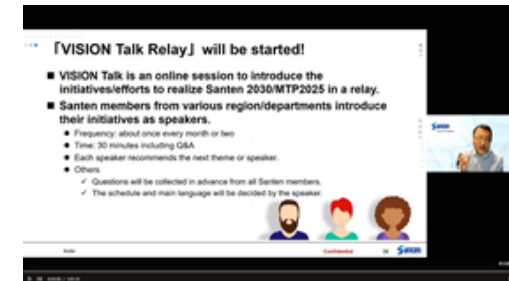 「VISION Talk Relay」 will be started!
■ VISION Talk is an online session to introduce the
initiatives/efforts to realize Santen 2030/MTP2025 in a relay.
■ Santen members from various region/departments introduce
their initiatives as speakers.
● Frequency: about once every month or two
● Time: 30 minutes including Q&A
● Each speaker recommends the next theme or speaker.
● Others
✓ Questions will be collected in advance from all Santen members.
✓ The schedule and main language will be decided by the speaker.
Confidential
Santen
Santen